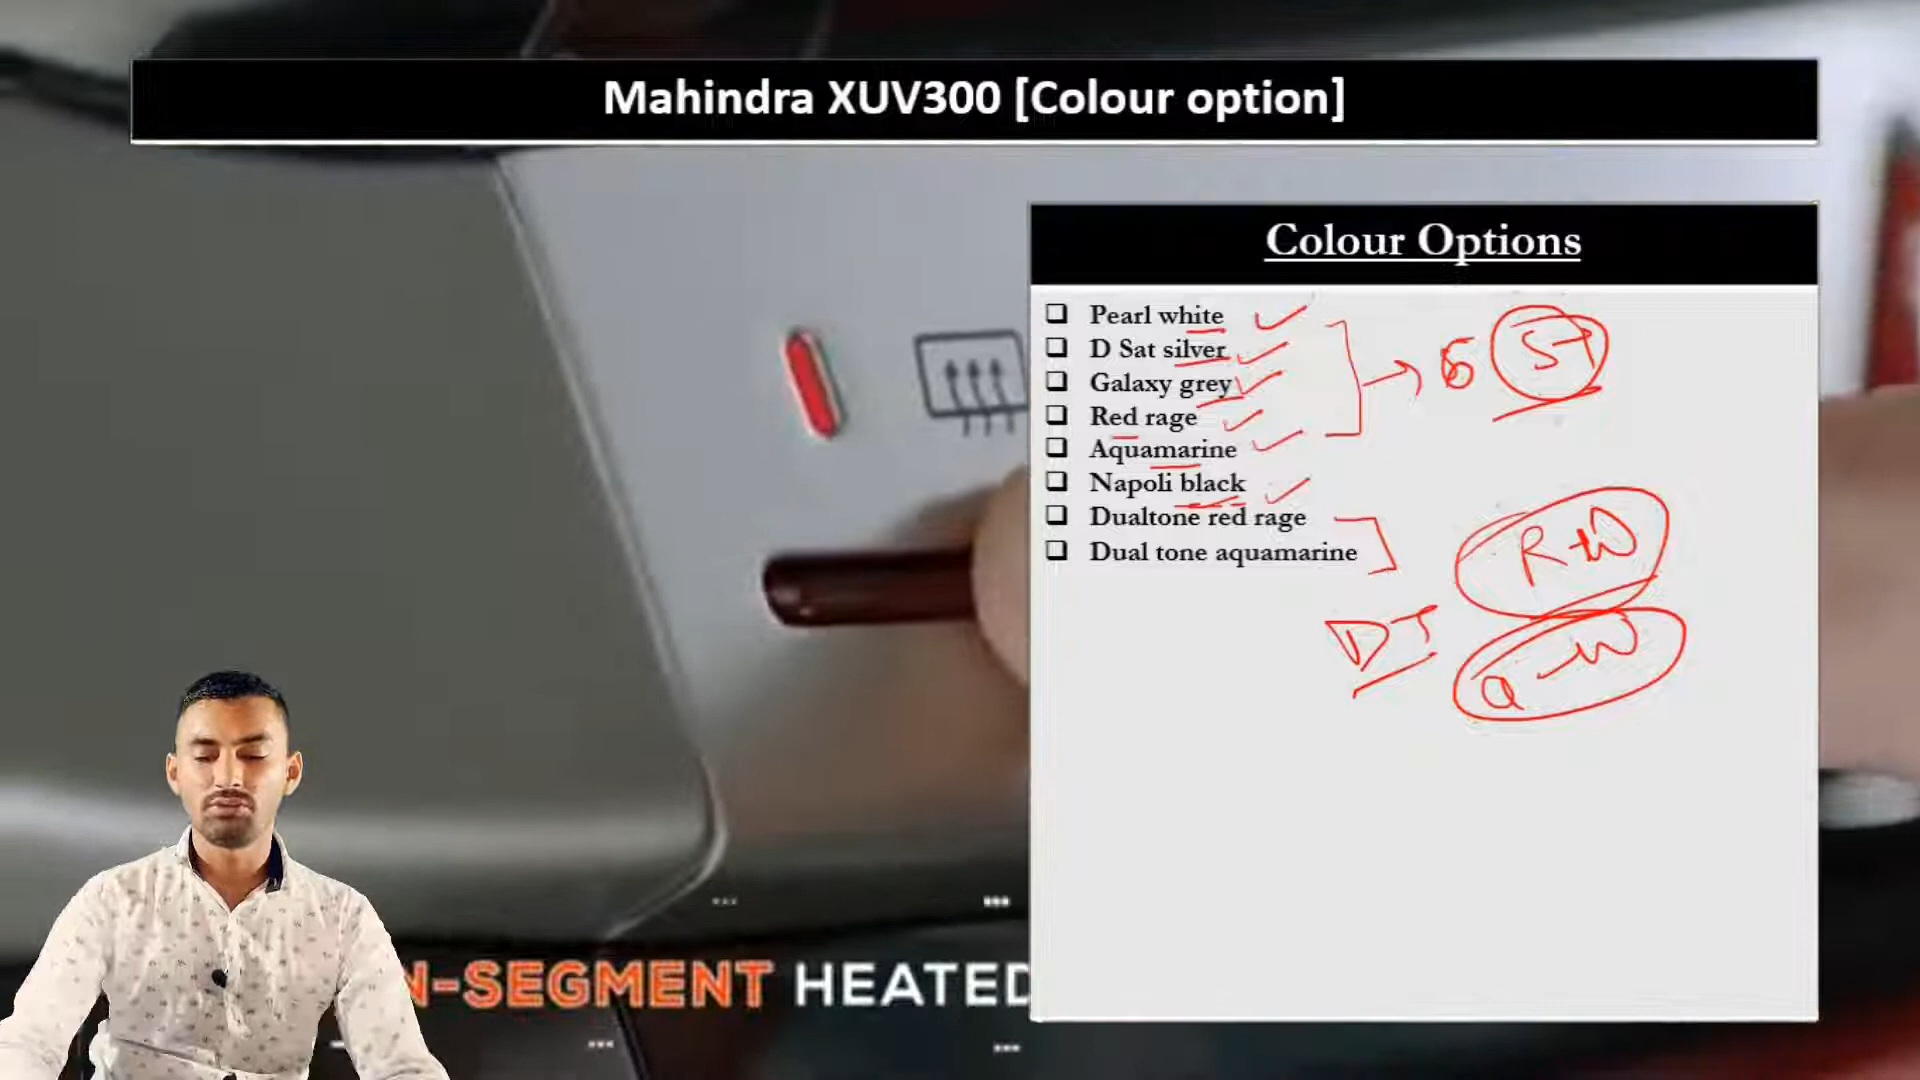 Mahindra XUV300 [Colour option]
Colour Options
Pearl white
D Sat silver
Galaxy grey
Red rage
Aquamarine
Napoli black
Dualtone red rage
Dual tone aquamarine
6 ST
R+W
DT
a-W
N-SEGMENT HEATED